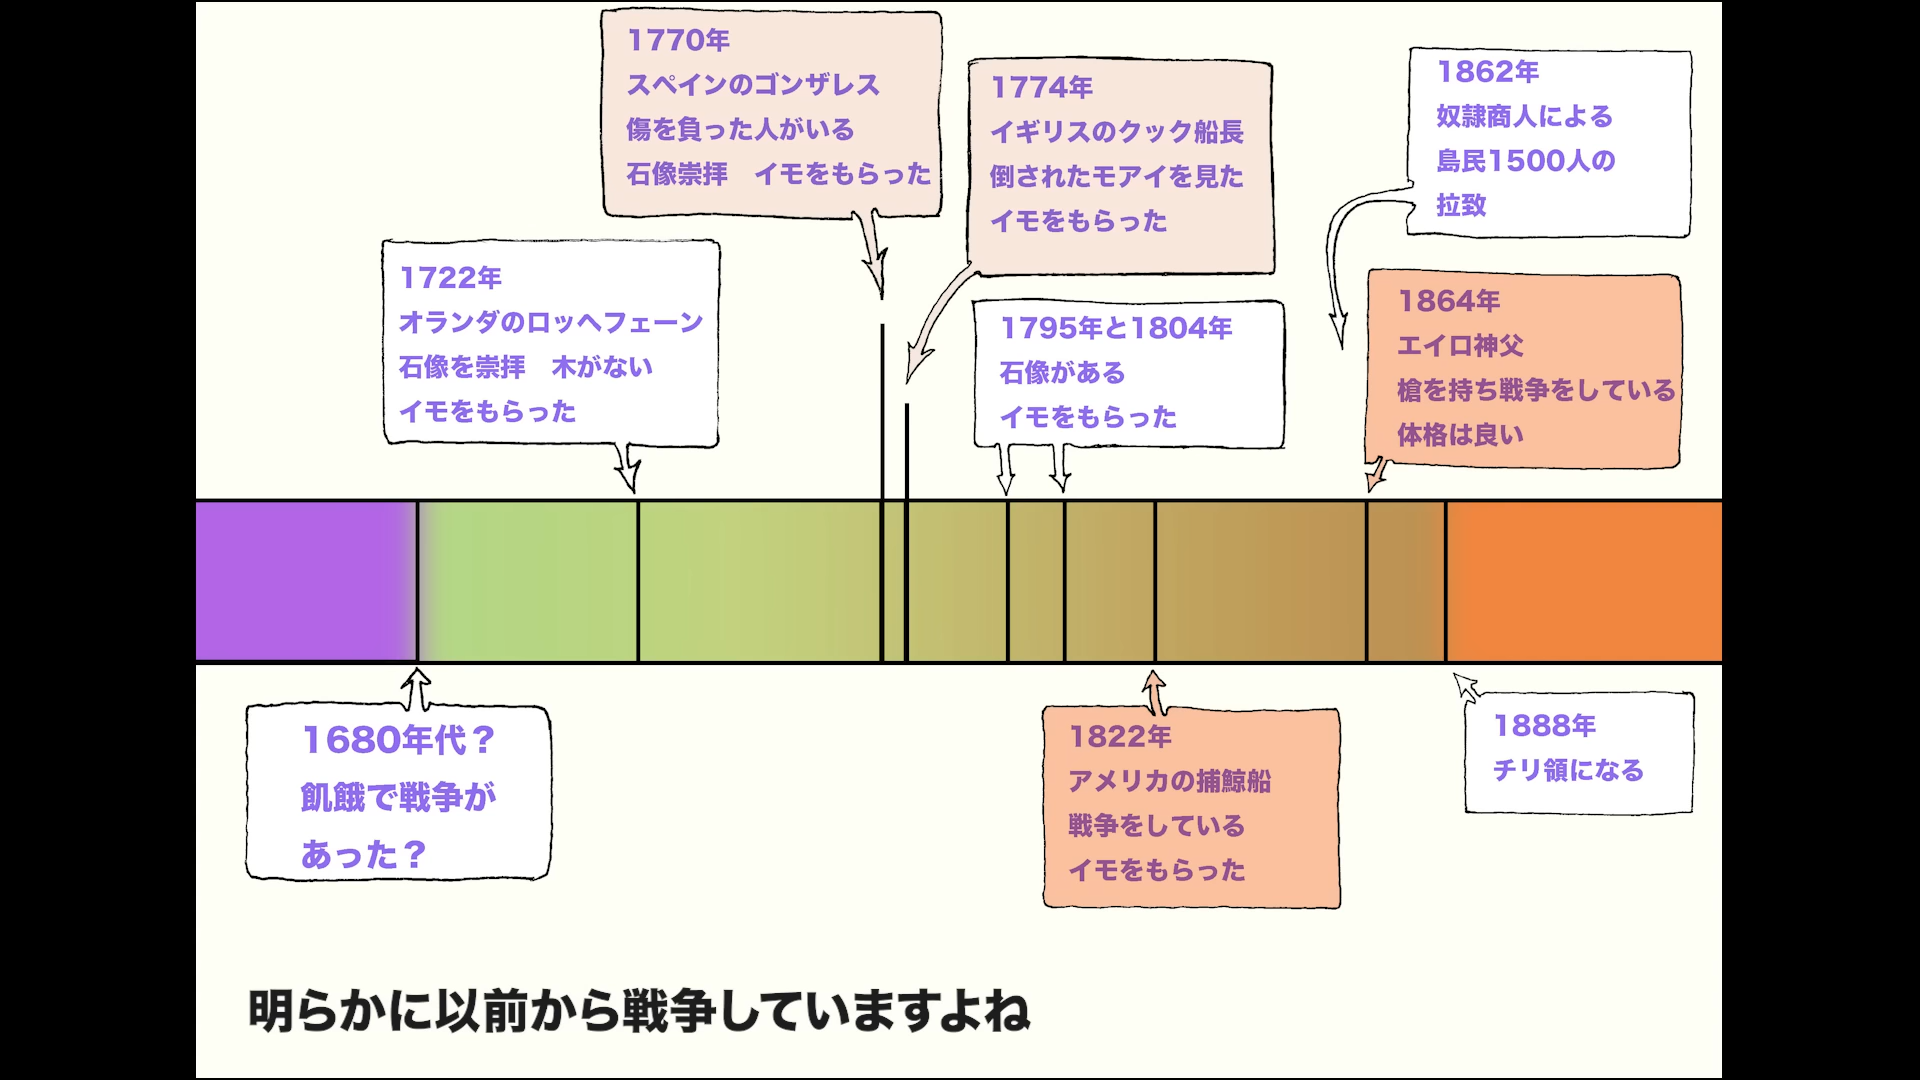 1770年
スペインのゴンザレス
傷を負った人がいる
石像崇拝　イモをもらった
1774年
イギリスのクック船長
倒されたモアイを見た
イモをもらった
1862年
奴隷商人による
島民1500人の
拉致
1722年
オランダのロッヘフェーン
石像を崇拝　木がない
イモをもらった
1795年と1804年
石像がある
イモをもらった
1864年
エイロ神父
槍を持ち戦争をしている
体格は良い
1680年代？
飢餓で戦争が
あった？
1822年
アメリカの捕鯨船
戦争をしている
イモをもらった
1888年
チリ領になる
明らかに以前から戦争していますよね